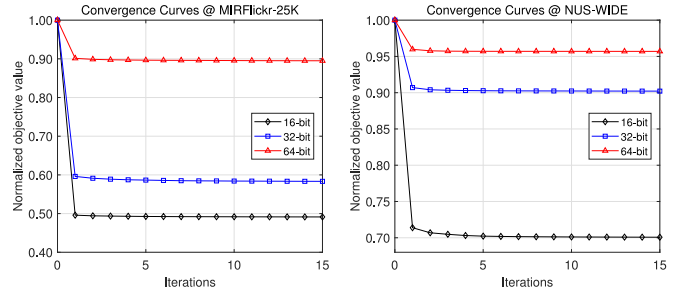 Convergence Curves @ MIRFlickr-25K
1.00
0.90
0.80
0.70
0.60
0.50
0.40
Normalized objective value
16-bit
32-bit
64-bit
0
5
10
15
Iterations
Convergence Curves @ NUS-WIDE
1.00
0.95
0.90
0.85
0.80
0.75
0.70
Normalized objective value
16-bit
32-bit
64-bit
0
5
10
15
Iterations